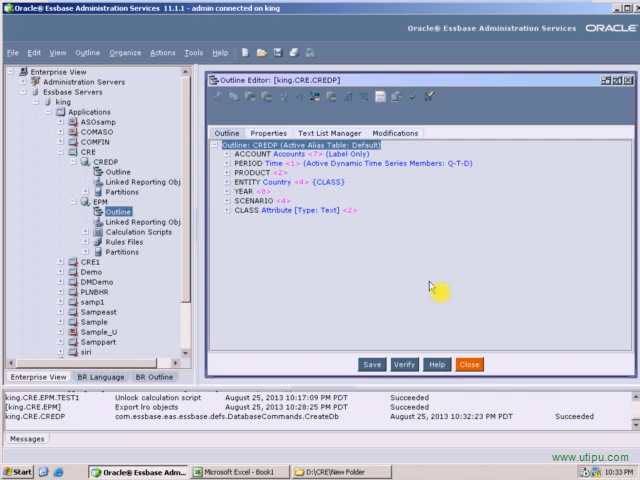 Oracle® Essbase Administration Services 11.1.1 - admin connected on king
Oracle® Essbase Administration Services ORACLE
File Edit View Outline Organize Actions Tools Help
Enterprise View
Administration Servers
Essbase Servers
king
Applications
ASOsamp
COMASO
COMFIN
CRE
CREDP
Outline
Linked Reporting Obj
Partitions
EPM
Outline
Linked Reporting Obj
Calculation Scripts
Rules Files
Partitions
CRE1
Demo
DMDemo
PLNBHR
samp1
Sampeast
Sample
Sample_U
Samppart
siri
Enterprise View BR Language BR Outline
Outline Editor: [king.CRE.CREDP]
Outline Properties Text List Manager Modifications
Outline: CREDP (Active Alias Table: Default)
ACCOUNT Accounts <7> (Label Only)
PERIOD Time <1> (Active Dynamic Time Series Members: Q-T-D)
PRODUCT <2>
ENTITY Country <4> {CLASS}
YEAR <8>
SCENARIO <4>
CLASS Attribute [Type: Text] <2>
Save Verify Help Close
king.CRE.EPM.TEST1 Unlock calculation script August 25, 2013 10:17:09 PM PDT Succeeded
[king.CRE.EPM] Export lro objects August 25, 2013 10:28:25 PM PDT Succeeded
king.CRE.CREDP com.essbase.eas.essbase.defs.DatabaseCommands.CreateDb August 25, 2013 10:32:23 PM PDT Succeeded
Messages
www.utipu.com
Start Oracle® Essbase Adm... Microsoft Excel - Book1 D:\CRE\New Folder 10:33 PM